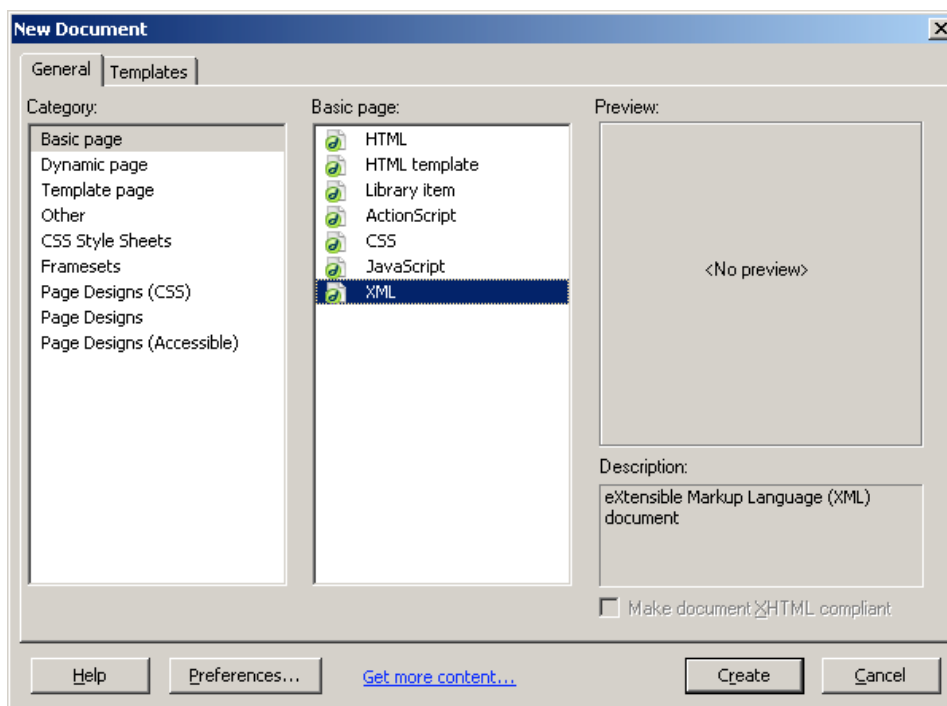 New Document
General
Templates
Category:
Basic page
Dynamic page
Template page
Other
CSS Style Sheets
Framesets
Page Designs (CSS)
Page Designs
Page Designs (Accessible)
Basic page:
HTML
HTML template
Library item
ActionScript
CSS
JavaScript
XML
Preview:
<No preview>
Description:
eXtensible Markup Language (XML)
document
Make document XHTML compliant
Help
Preferences...
Get more content...
Create
Cancel